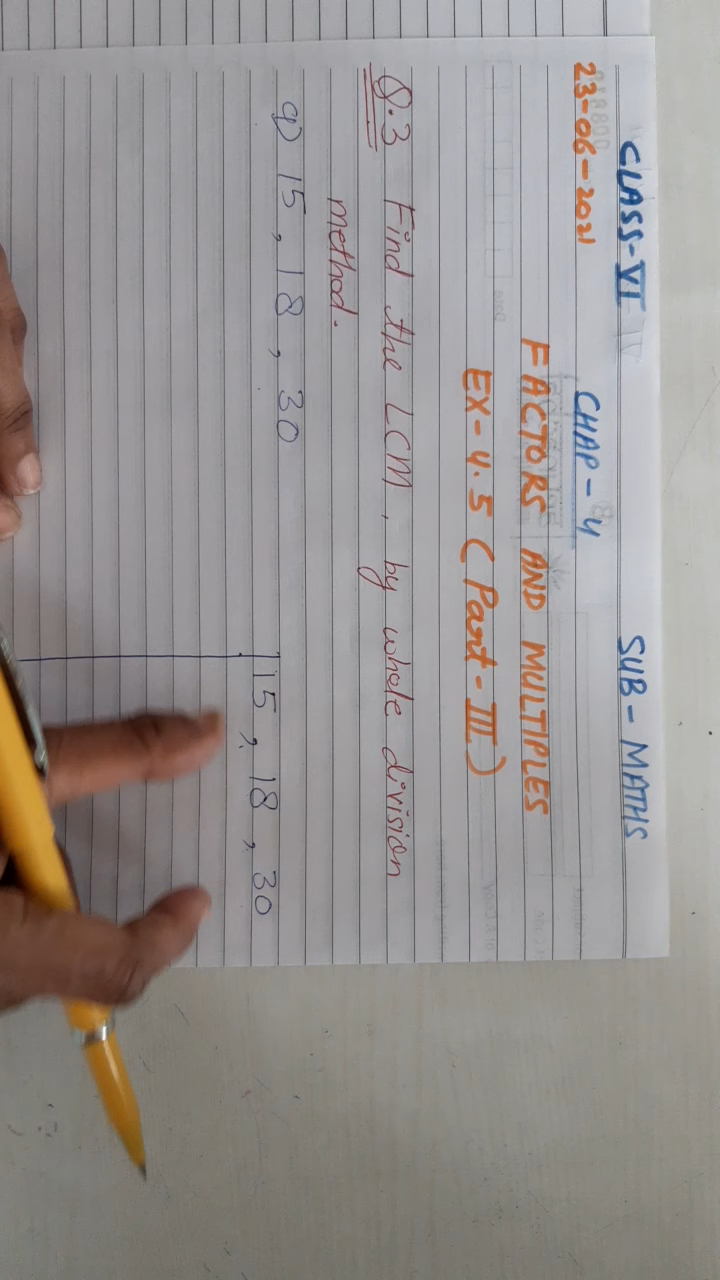 CLASS-VI SUB-MATHS
23-06-2021 CHAP-4
FACTORS AND MULTIPLES
EX-4.5 (Part-III)
Q.3 Find the LCM, by whole division
method.
a) 15, 18, 30
15, 18, 30